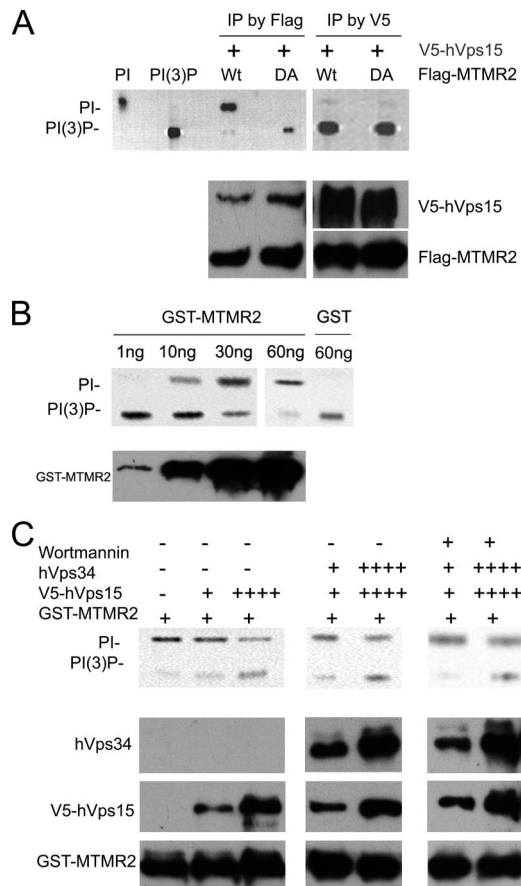 A
IP by Flag IP by V5
+ + + + V5-hVps15
PI PI(3)P Wt DA Wt DA Flag-MTMR2
PI-
PI(3)P-
V5-hVps15
Flag-MTMR2
B
GST-MTMR2 GST
1ng 10ng 30ng 60ng 60ng
PI-
PI(3)P-
GST-MTMR2
C
Wortmannin - - - - - + +
hVps34 - - - + ++++ + ++++
V5-hVps15 - + ++++ + ++++ + ++++
GST-MTMR2 + + + + + + +
PI-
PI(3)P-
hVps34
V5-hVps15
GST-MTMR2